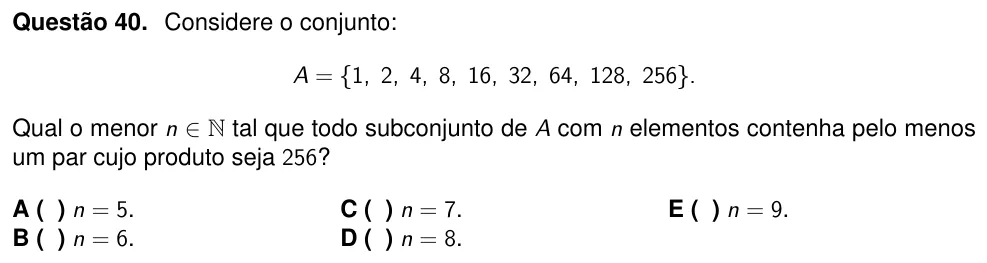 Questão 40. Considere o conjunto:
A = {1, 2, 4, 8, 16, 32, 64, 128, 256}.
Qual o menor n ∈ ℕ tal que todo subconjunto de A com n elementos contenha pelo menos
um par cujo produto seja 256?
A ( ) n = 5. C ( ) n = 7. E ( ) n = 9.
B ( ) n = 6. D ( ) n = 8.